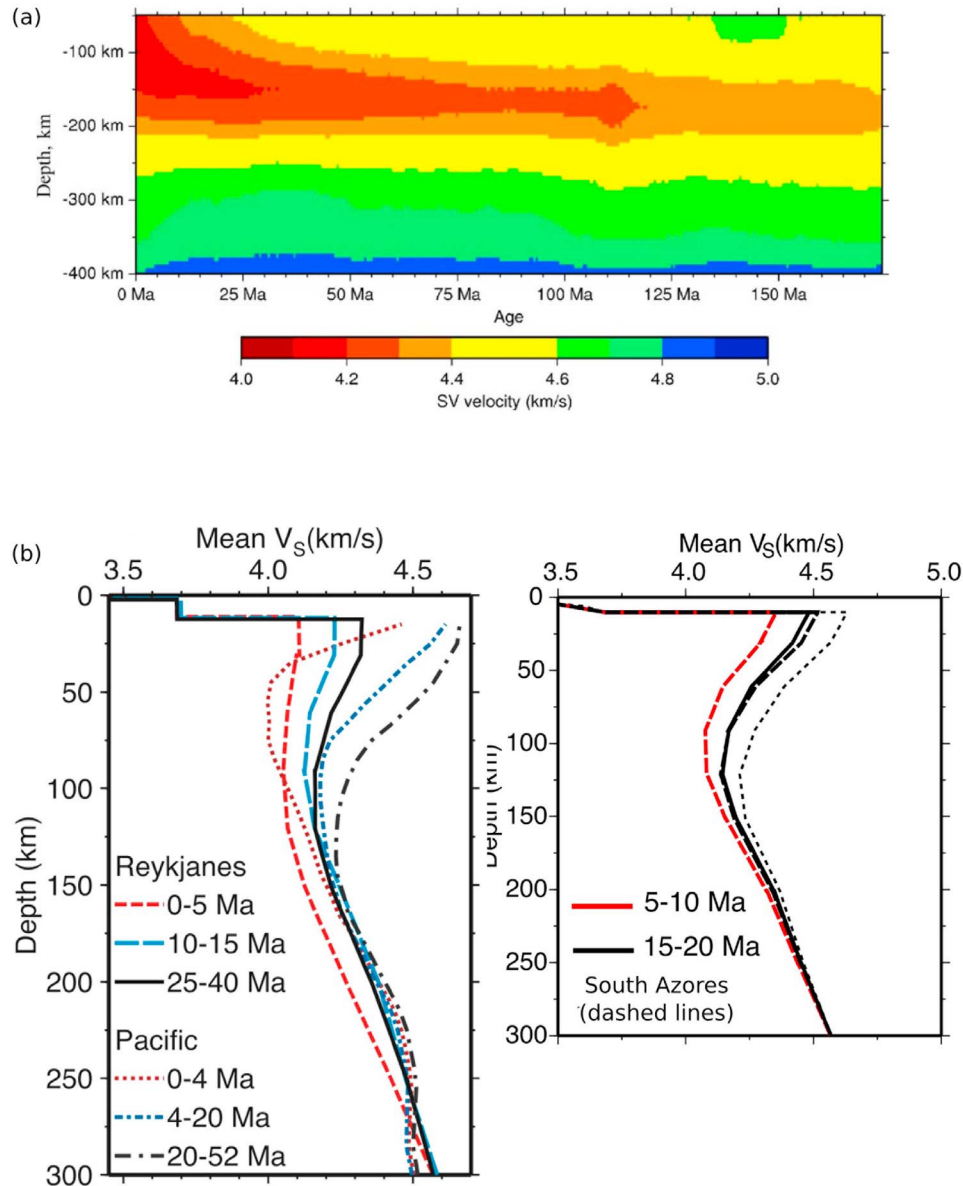 (a)
-100 km
-200 km
-300 km
-400 km
Depth, km
0 Ma 25 Ma 50 Ma 75 Ma 100 Ma 125 Ma 150 Ma
Age
4.0 4.2 4.4 4.6 4.8 5.0
SV velocity (km/s)
(b)
Mean VS(km/s)
3.5 4.0 4.5
0
50
100
150
200
250
300
Depth (km)
Reykjanes
0-5 Ma
10-15 Ma
25-40 Ma
Pacific
0-4 Ma
4-20 Ma
20-52 Ma
Mean VS(km/s)
3.5 4.0 4.5 5.0
0
50
100
150
200
250
300
Depth (km)
5-10 Ma
15-20 Ma
South Azores
(dashed lines)